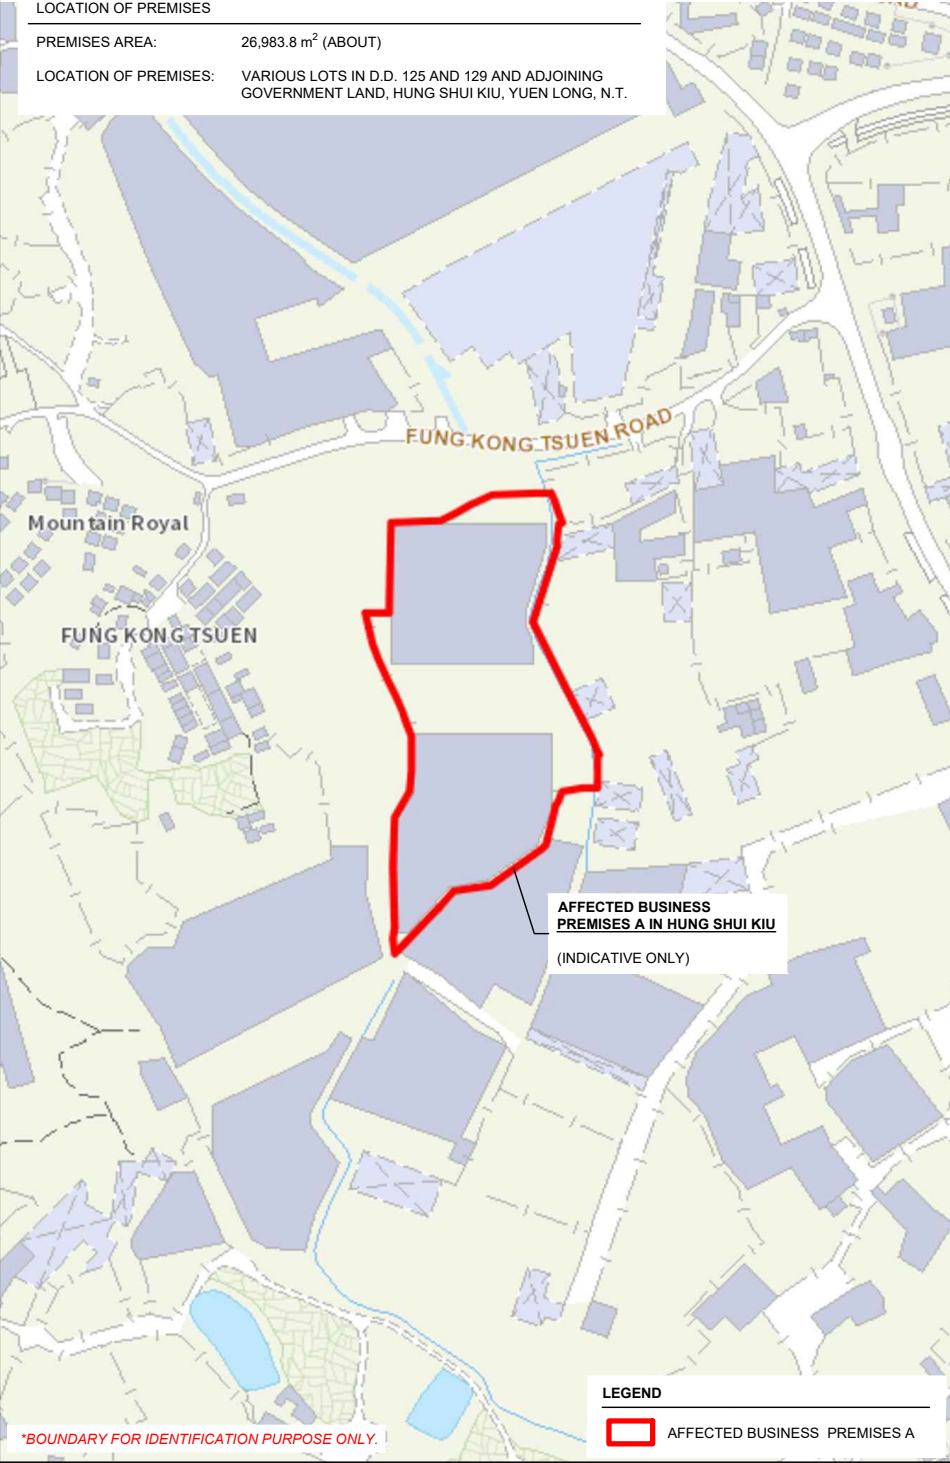 LOCATION OF PREMISES
PREMISES AREA: 26,983.8 m² (ABOUT)
LOCATION OF PREMISES: VARIOUS LOTS IN D.D. 125 AND 129 AND ADJOINING
GOVERNMENT LAND, HUNG SHUI KIU, YUEN LONG, N.T.
FUNG KONG TSUEN ROAD
Mountain Royal
FUNG KONG TSUEN
AFFECTED BUSINESS
PREMISES A IN HUNG SHUI KIU
(INDICATIVE ONLY)
LEGEND
AFFECTED BUSINESS PREMISES A
*BOUNDARY FOR IDENTIFICATION PURPOSE ONLY.